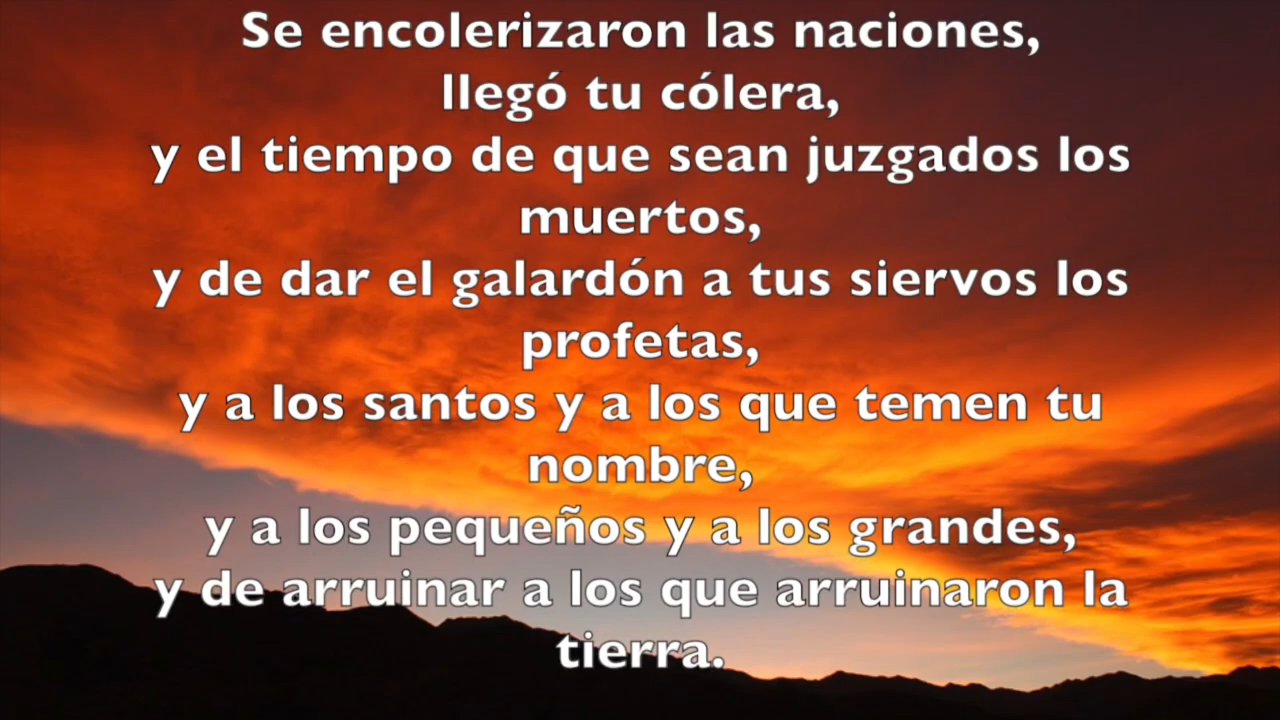 Se encolerizaron las naciones,
llegó tu cólera,
y el tiempo de que sean juzgados los
muertos,
y de dar el galardón a tus siervos los
profetas,
y a los santos y a los que temen tu
nombre,
y a los pequeños y a los grandes,
y de arruinar a los que arruinaron la
tierra.